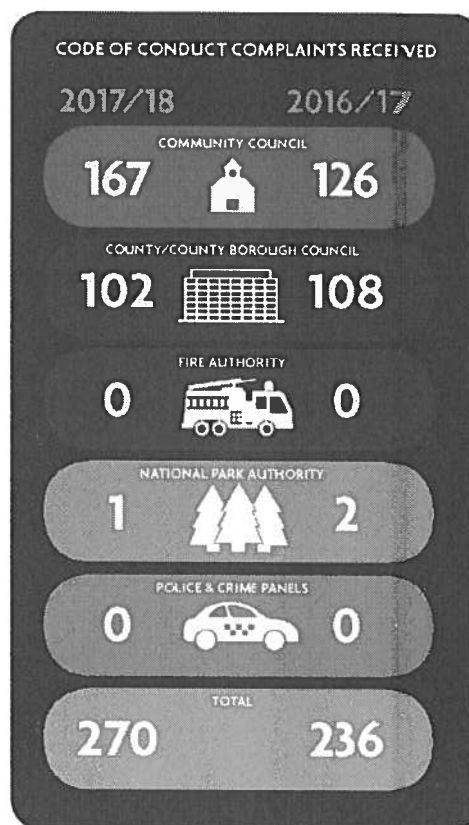 CODE OF CONDUCT COMPLAINTS RECEIVED
2017/18 2016/17
COMMUNITY COUNCIL
167 126
COUNTY/COUNTY BOROUGH COUNCIL
102 108
FIRE AUTHORITY
0 0
NATIONAL PARK AUTHORITY
1 2
POLICE & CRIME PANELS
0 0
TOTAL
270 236